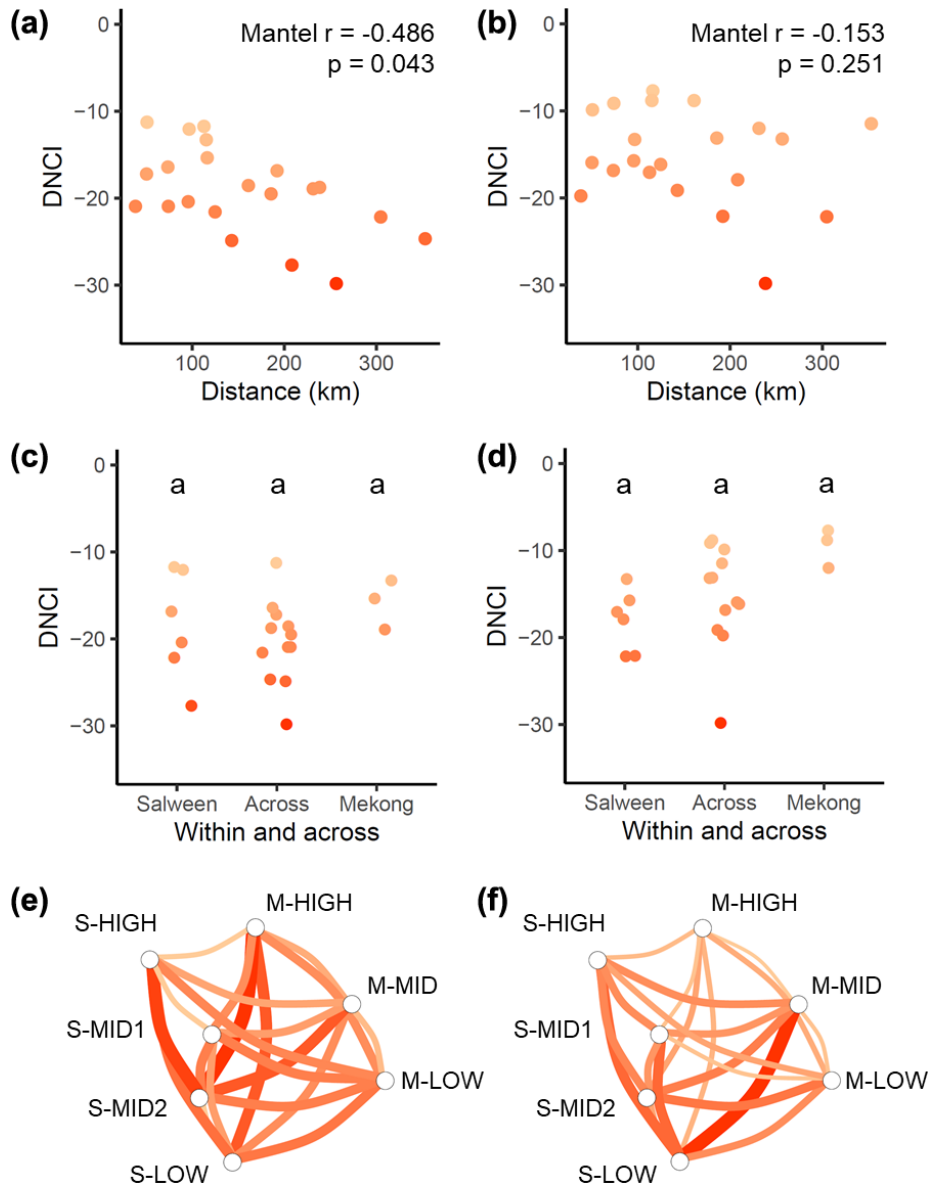 (a)
Mantel r = -0.486
p = 0.043
0
−10
−20
−30
DNCI
100 200 300
Distance (km)
(b)
Mantel r = -0.153
p = 0.251
0
−10
−20
−30
DNCI
100 200 300
Distance (km)
(c)
a a a
0
−10
−20
−30
DNCI
Salween Across Mekong
Within and across
(d)
a a a
0
−10
−20
−30
DNCI
Salween Across Mekong
Within and across
(e)
M-HIGH
S-HIGH
M-MID
S-MID1
M-LOW
S-MID2
S-LOW
(f)
M-HIGH
S-HIGH
M-MID
S-MID1
M-LOW
S-MID2
S-LOW